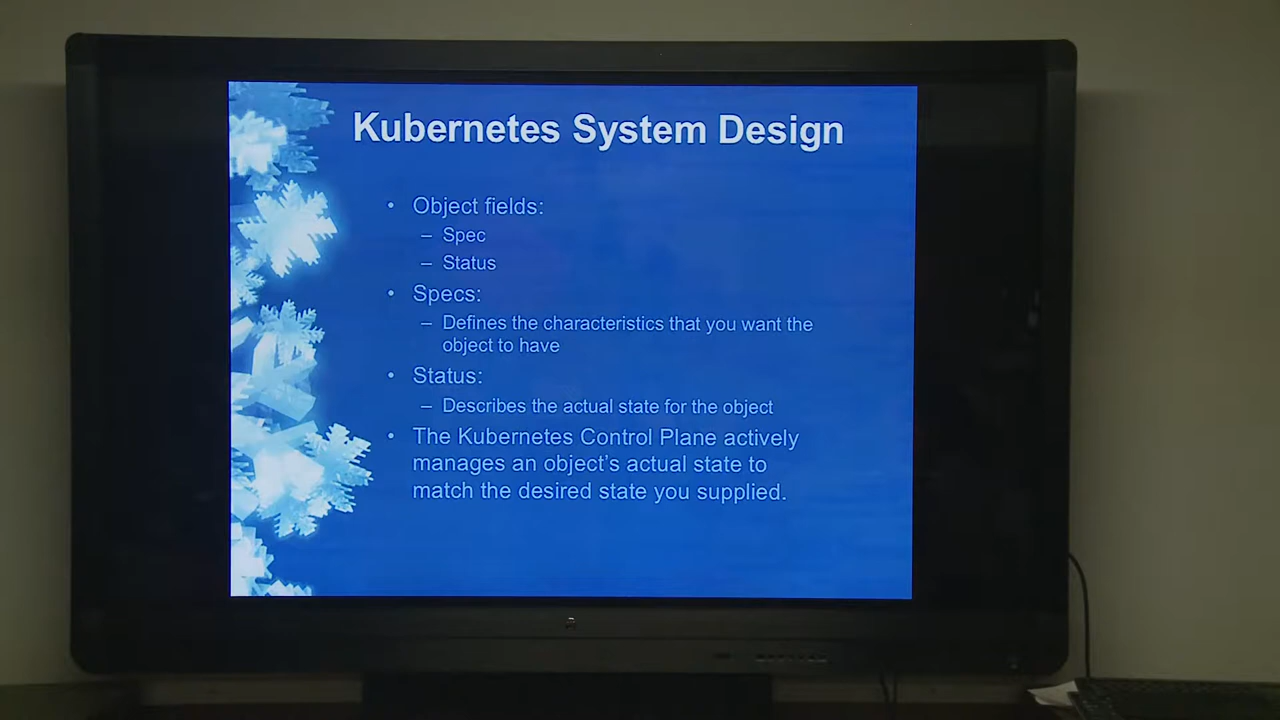 Kubernetes System Design
• Object fields:
– Spec
– Status
• Specs:
– Defines the characteristics that you want the
object to have
• Status:
– Describes the actual state for the object
• The Kubernetes Control Plane actively
manages an object's actual state to
match the desired state you supplied.